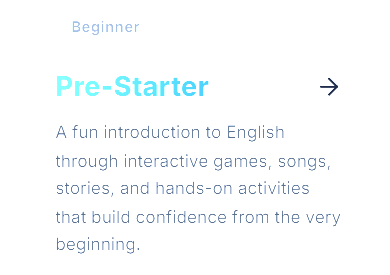 Beginner
Pre-Starter
A fun introduction to English
through interactive games, songs,
stories, and hands-on activities
that build confidence from the very
beginning.